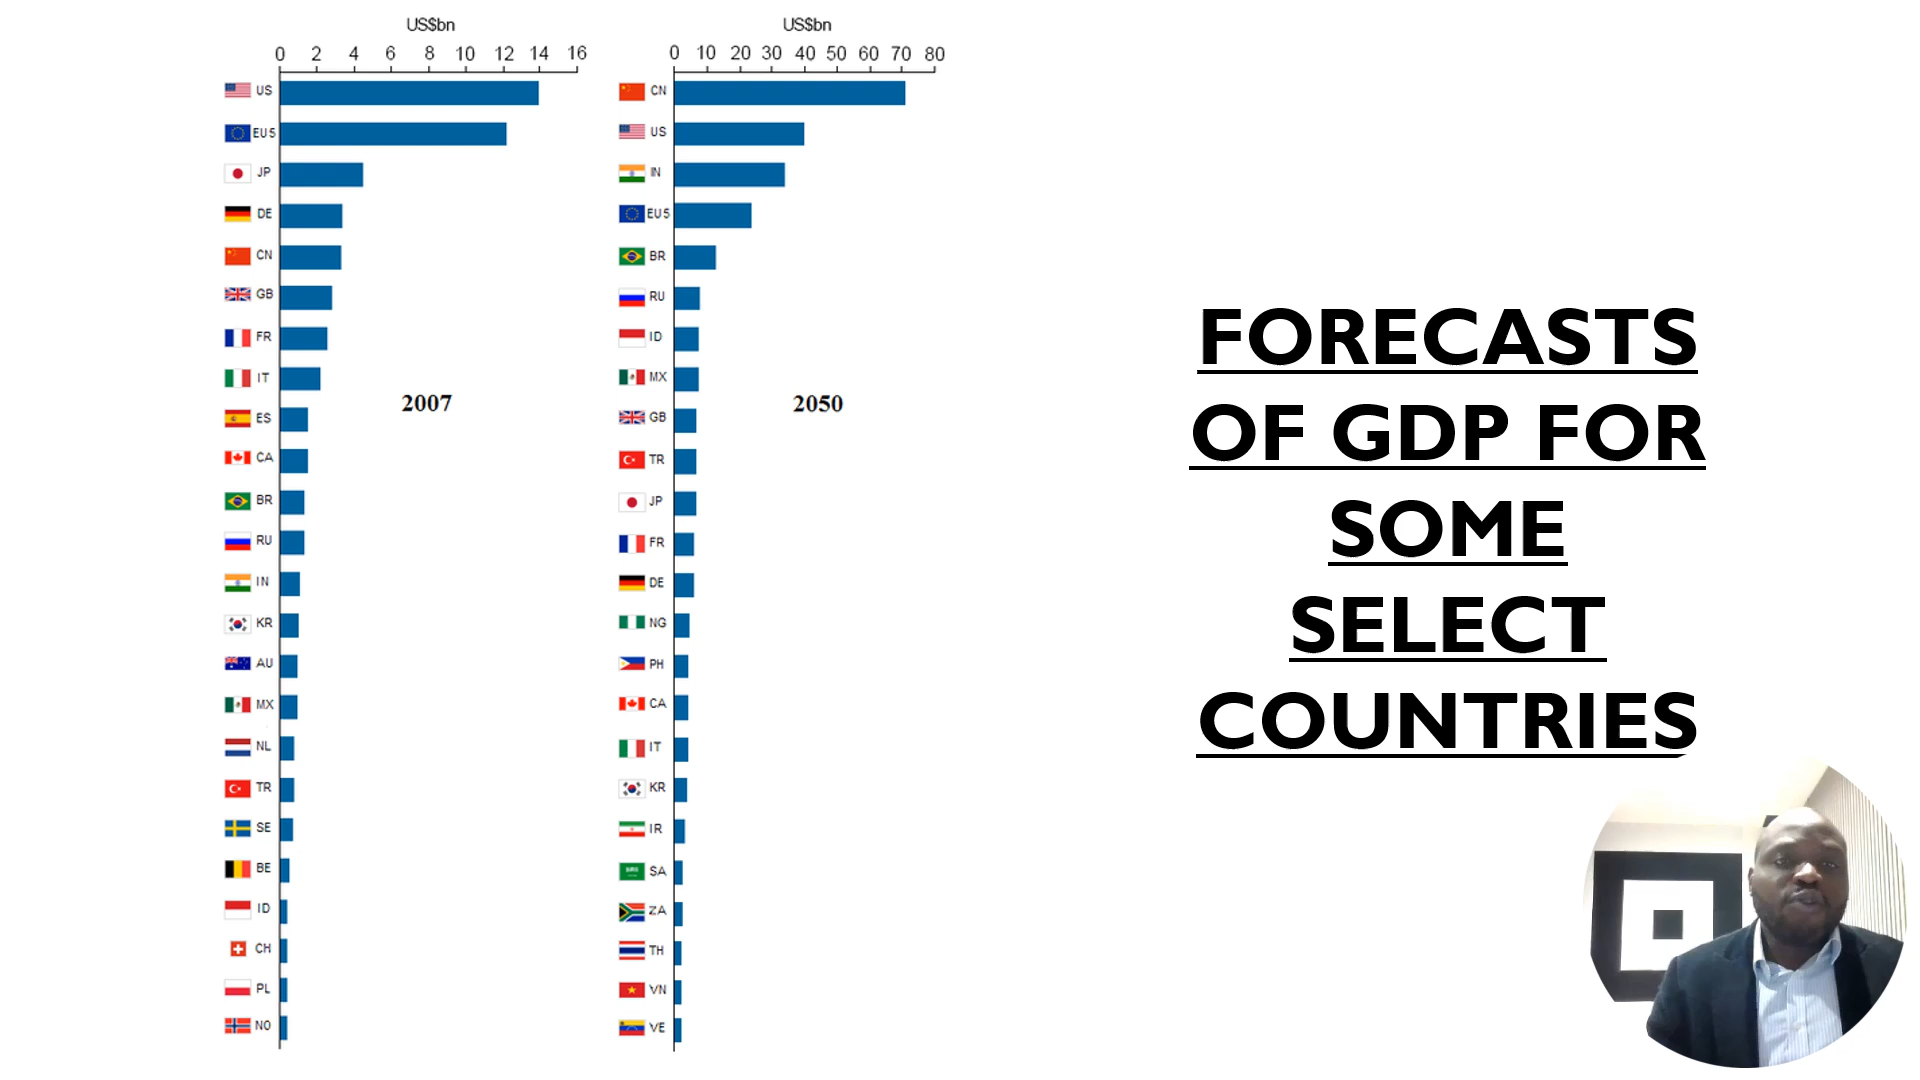 US$bn
0 2 4 6 8 10 12 14 16
US
EU5
JP
DE
CN
GB
FR
IT
ES
CA
BR
RU
IN
KR
AU
MX
NL
TR
SE
BE
ID
CH
PL
NO
2007
US$bn
0 10 20 30 40 50 60 70 80
CN
US
IN
EU5
BR
RU
ID
MX
GB
TR
JP
FR
DE
NG
PH
CA
IT
KR
IR
SA
ZA
TH
VN
VE
2050
FORECASTS
OF GDP FOR
SOME
SELECT
COUNTRIES